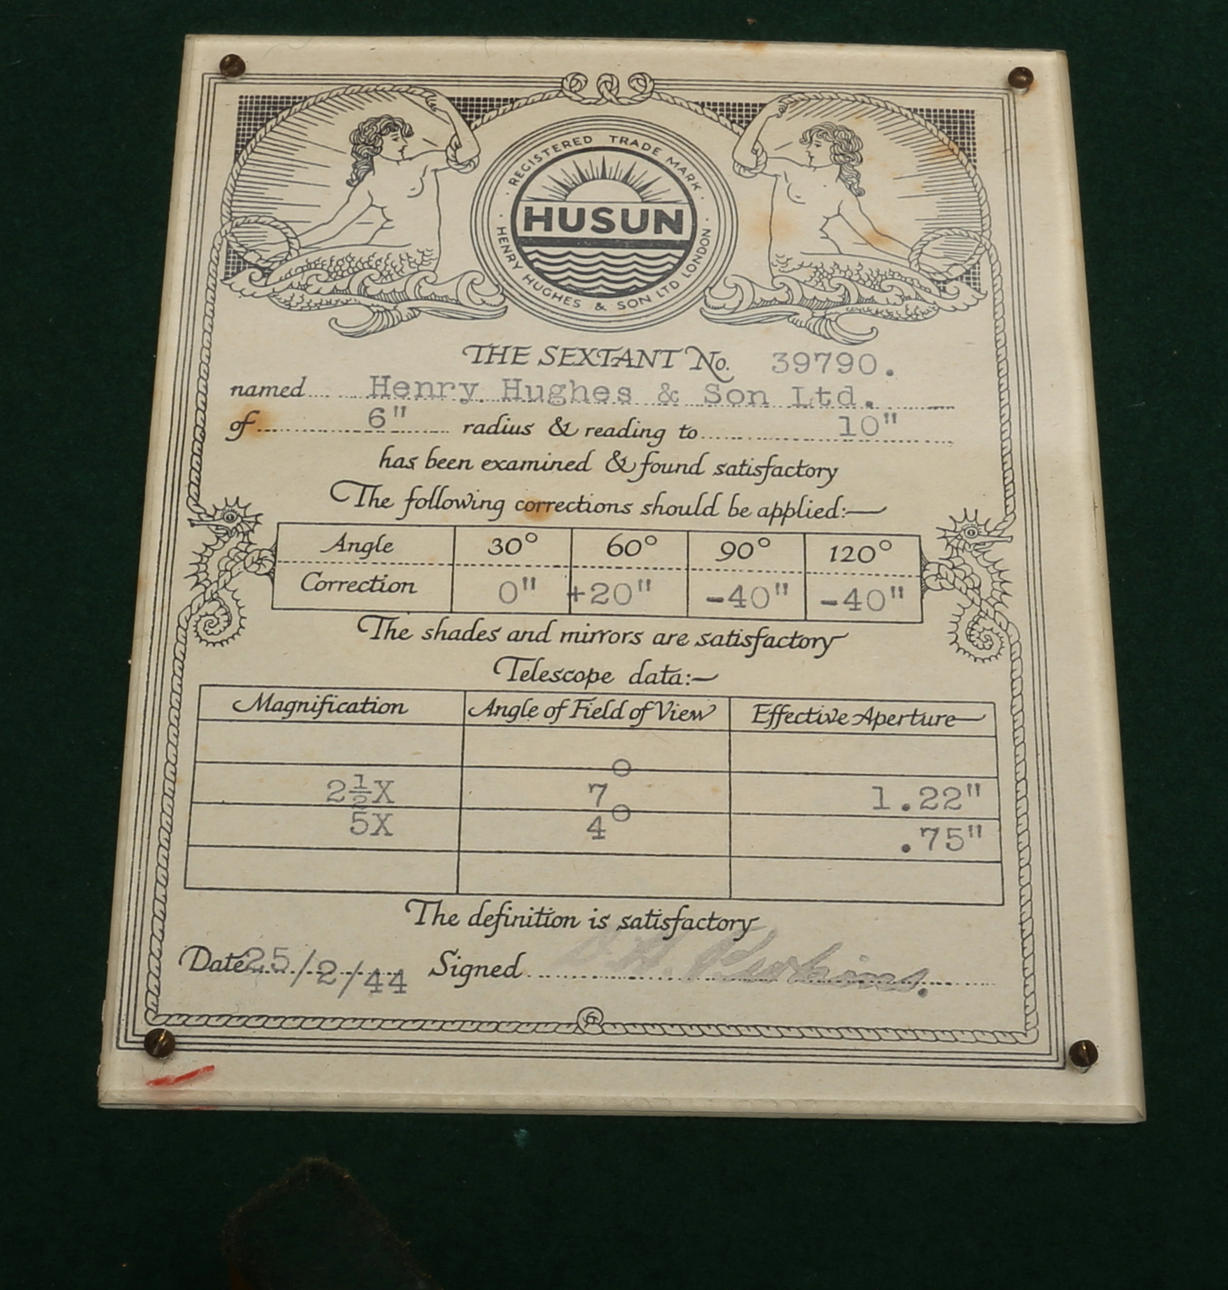 REGISTERED TRADE MARK
HUSUN
HENRY HUGHES & SON LTD LONDON
THE SEXTANT No. 39790.
named Henry Hughes & Son Ltd.
of 6" radius & reading to 10"
has been examined & found satisfactory
The following corrections should be applied:—
Angle 30° 60° 90° 120°
Correction 0" +20" -40" -40"
The shades and mirrors are satisfactory
Telescope data:—
Magnification Angle of Field of View Effective Aperture
2½X 7° 1.22"
5X 4° .75"
The definition is satisfactory
Date 25/2/44 Signed
6